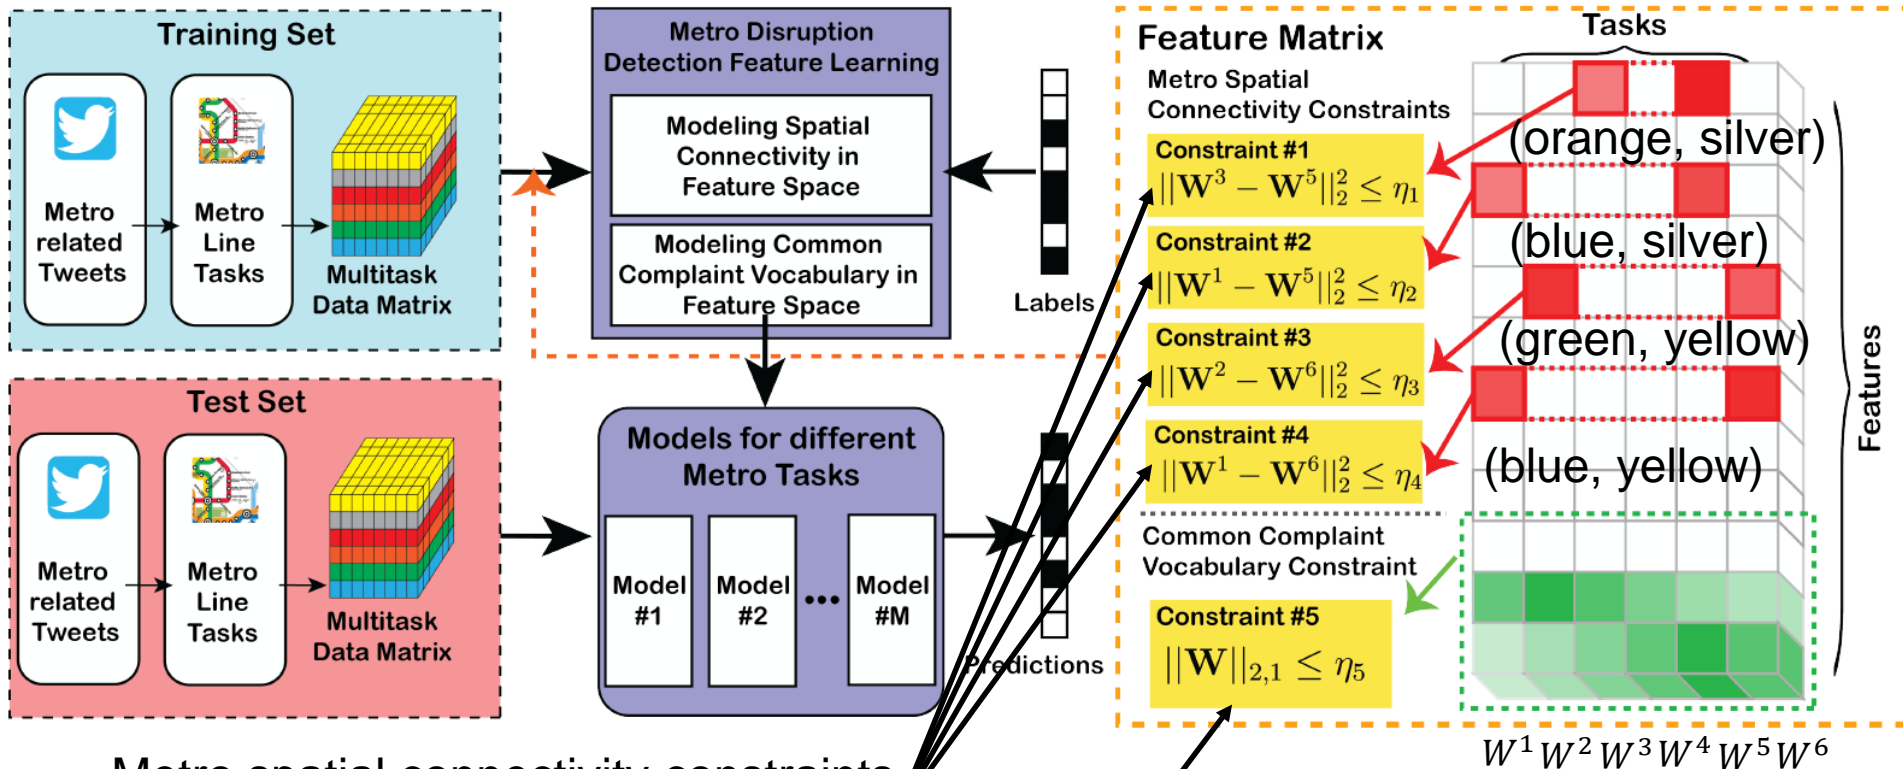 Training Set
Metro
related
Tweets
Metro
Line
Tasks
Multitask
Data Matrix
Metro Disruption
Detection Feature Learning
Modeling Spatial
Connectivity in
Feature Space
Modeling Common
Complaint Vocabulary in
Feature Space
Labels
Test Set
Metro
related
Tweets
Metro
Line
Tasks
Multitask
Data Matrix
Models for different
Metro Tasks
Model
#1
Model
#2
•••
Model
#M
Predictions
Feature Matrix
Metro Spatial
Connectivity Constraints
Constraint #1
||W³ − W⁵||₂² ≤ η₁
Constraint #2
||W¹ − W⁵||₂² ≤ η₂
Constraint #3
||W² − W⁶||₂² ≤ η₃
Constraint #4
||W¹ − W⁶||₂² ≤ η₄
Common Complaint
Vocabulary Constraint
Constraint #5
||W||₂,₁ ≤ η₅
Tasks
(orange, silver)
(blue, silver)
(green, yellow)
(blue, yellow)
Features
W¹ W² W³ W⁴ W⁵ W⁶
Metro spatial connectivity constraints